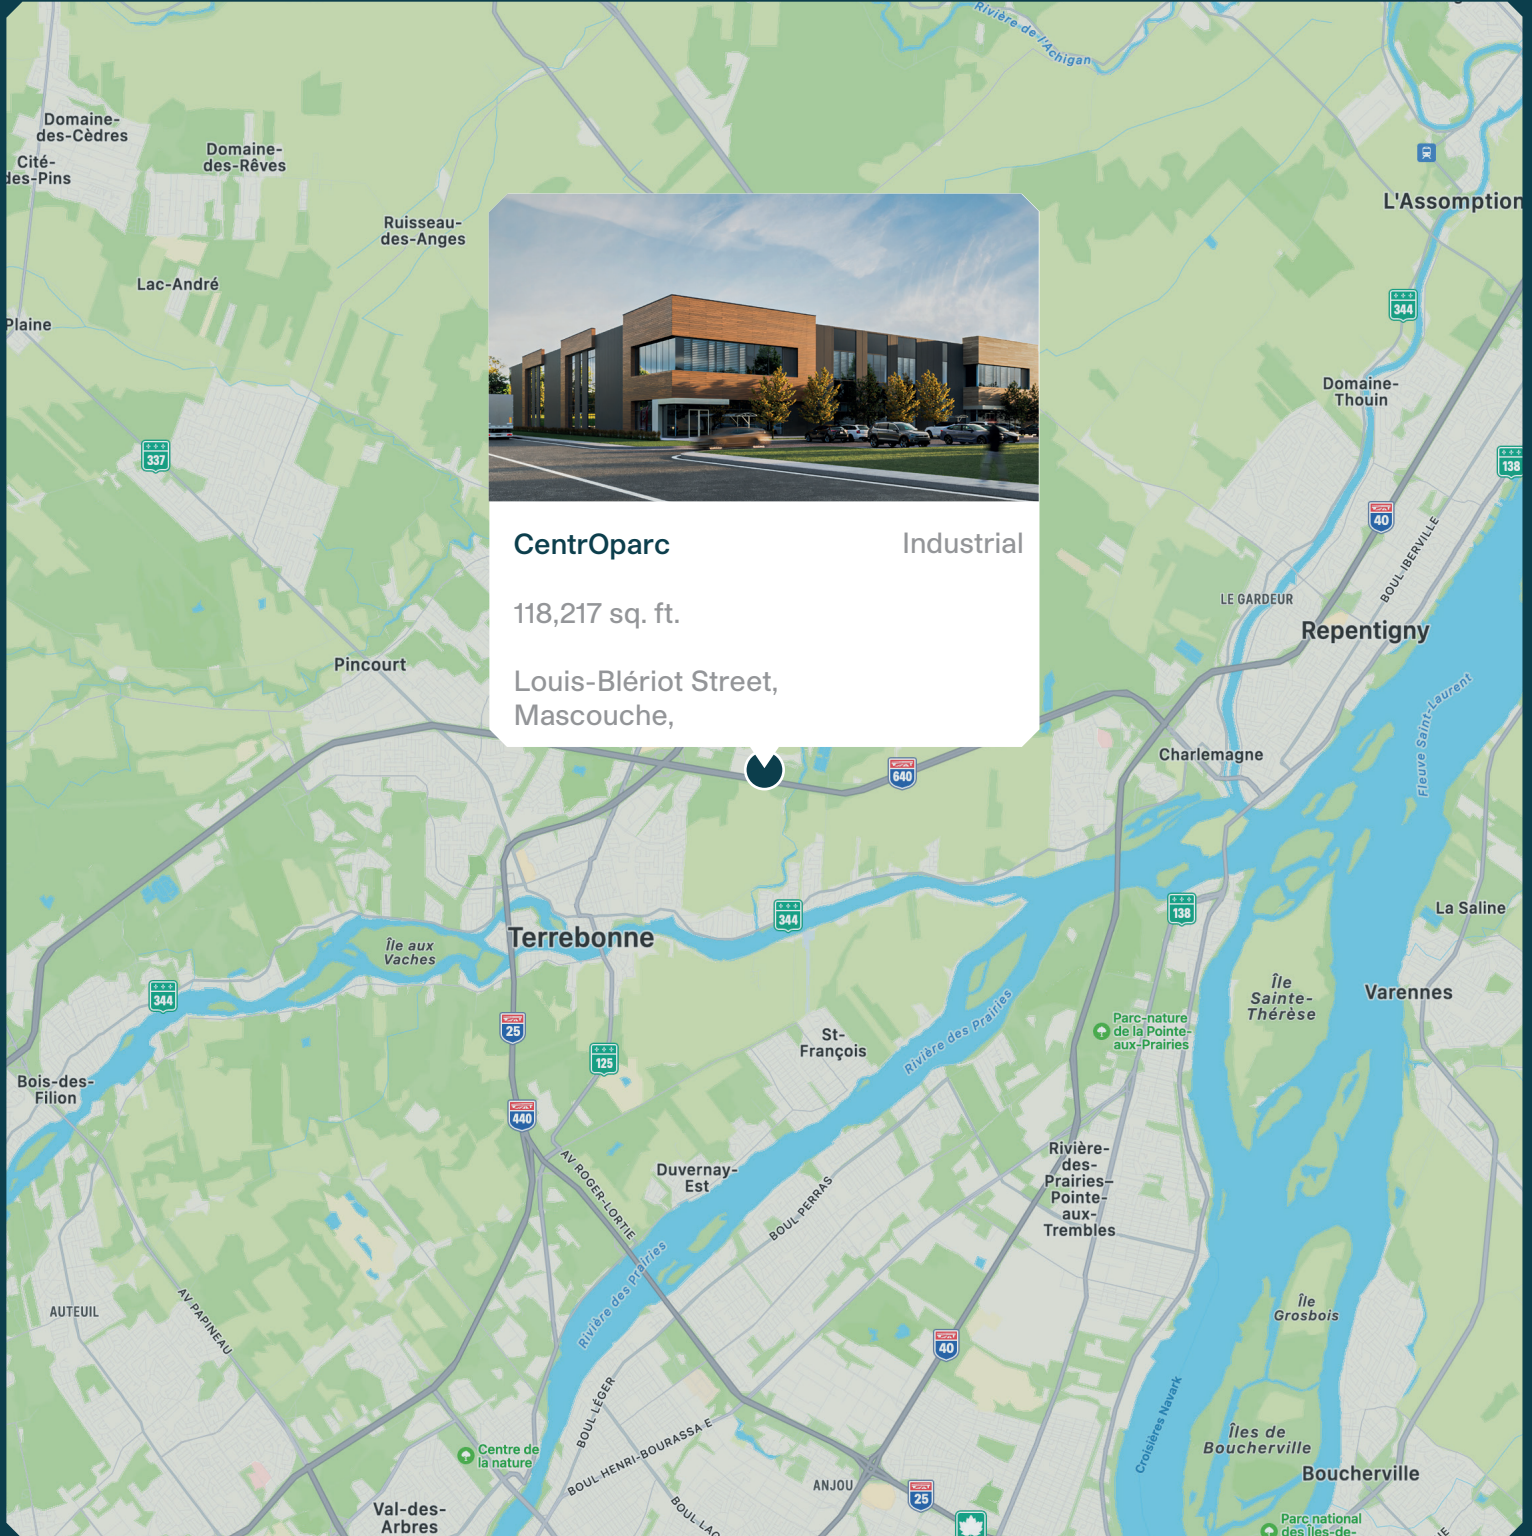 Rivière de l'Achigan
Domaine-
des-Cèdres
Cité-
des-Pins
Domaine-
des-Rêves
L'Assomption
Ruisseau-
des-Anges
Lac-André
344
Plaine
Domaine-
Thouin
337
138
40
CentrOparc
Industrial
BOUL IBERVILLE
LE GARDEUR
118,217 sq. ft.
Repentigny
Pincourt
Louis-Blériot Street,
Mascouche,
Fleuve Saint-Laurent
Charlemagne
640
344
138
La Saline
Terrebonne
Île aux
Vaches
344
Île
Sainte-
Thérèse
Varennes
25
Parc-nature
de la Pointe-
aux-Prairies
St-
François
Rivière des Prairies
125
Bois-des-
Filion
440
AV ROGER-LORTIE
Duvernay-
Est
BOUL PERRAS
Rivière-
des-
Prairies–
Pointe-
aux-
Trembles
Rivière des Prairies
AUTEUIL
AV PAPINEAU
Île
Grosbois
40
BOUL LÉGER
Croisières Navark
BOUL HENRI-BOURASSA E
Centre de
la nature
Îles de
Boucherville
Boucherville
ANJOU
25
Val-des-
Arbres
BOUL LAC
Parc national
des Îles-de-